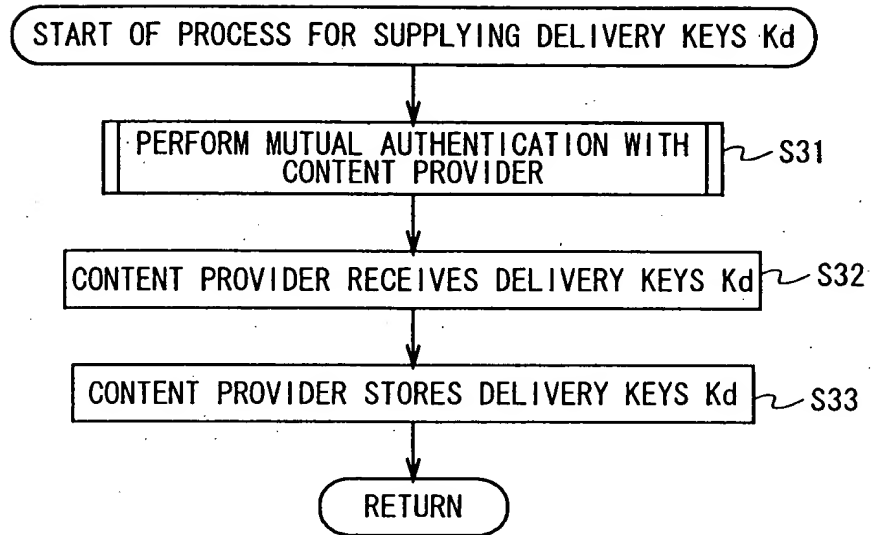 START OF PROCESS FOR SUPPLYING DELIVERY KEYS Kd
PERFORM MUTUAL AUTHENTICATION WITH
CONTENT PROVIDER
S31
CONTENT PROVIDER RECEIVES DELIVERY KEYS Kd
S32
CONTENT PROVIDER STORES DELIVERY KEYS Kd
S33
RETURN